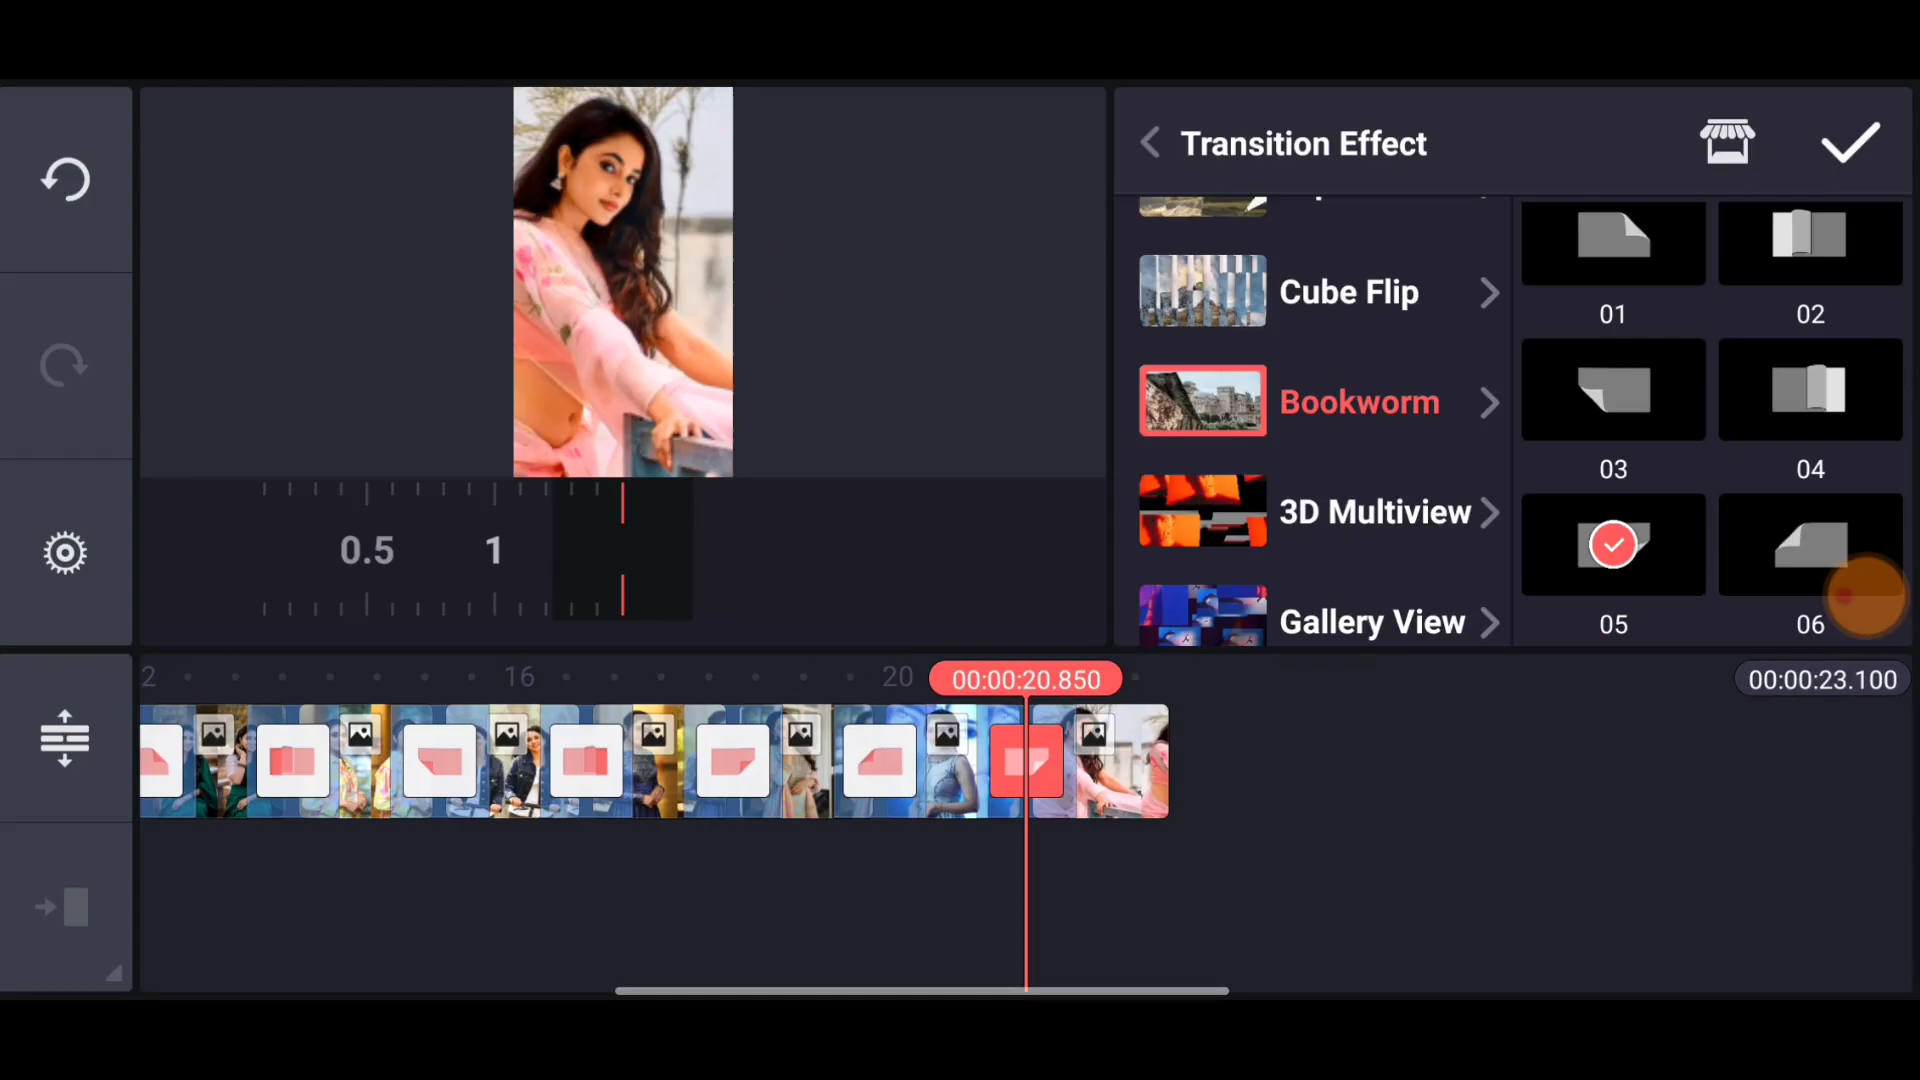 Transition Effect
Cube Flip
Bookworm
3D Multiview
Gallery View
01
02
03
04
05
06
0.5
1
2
16
20
00:00:20.850
00:00:23.100